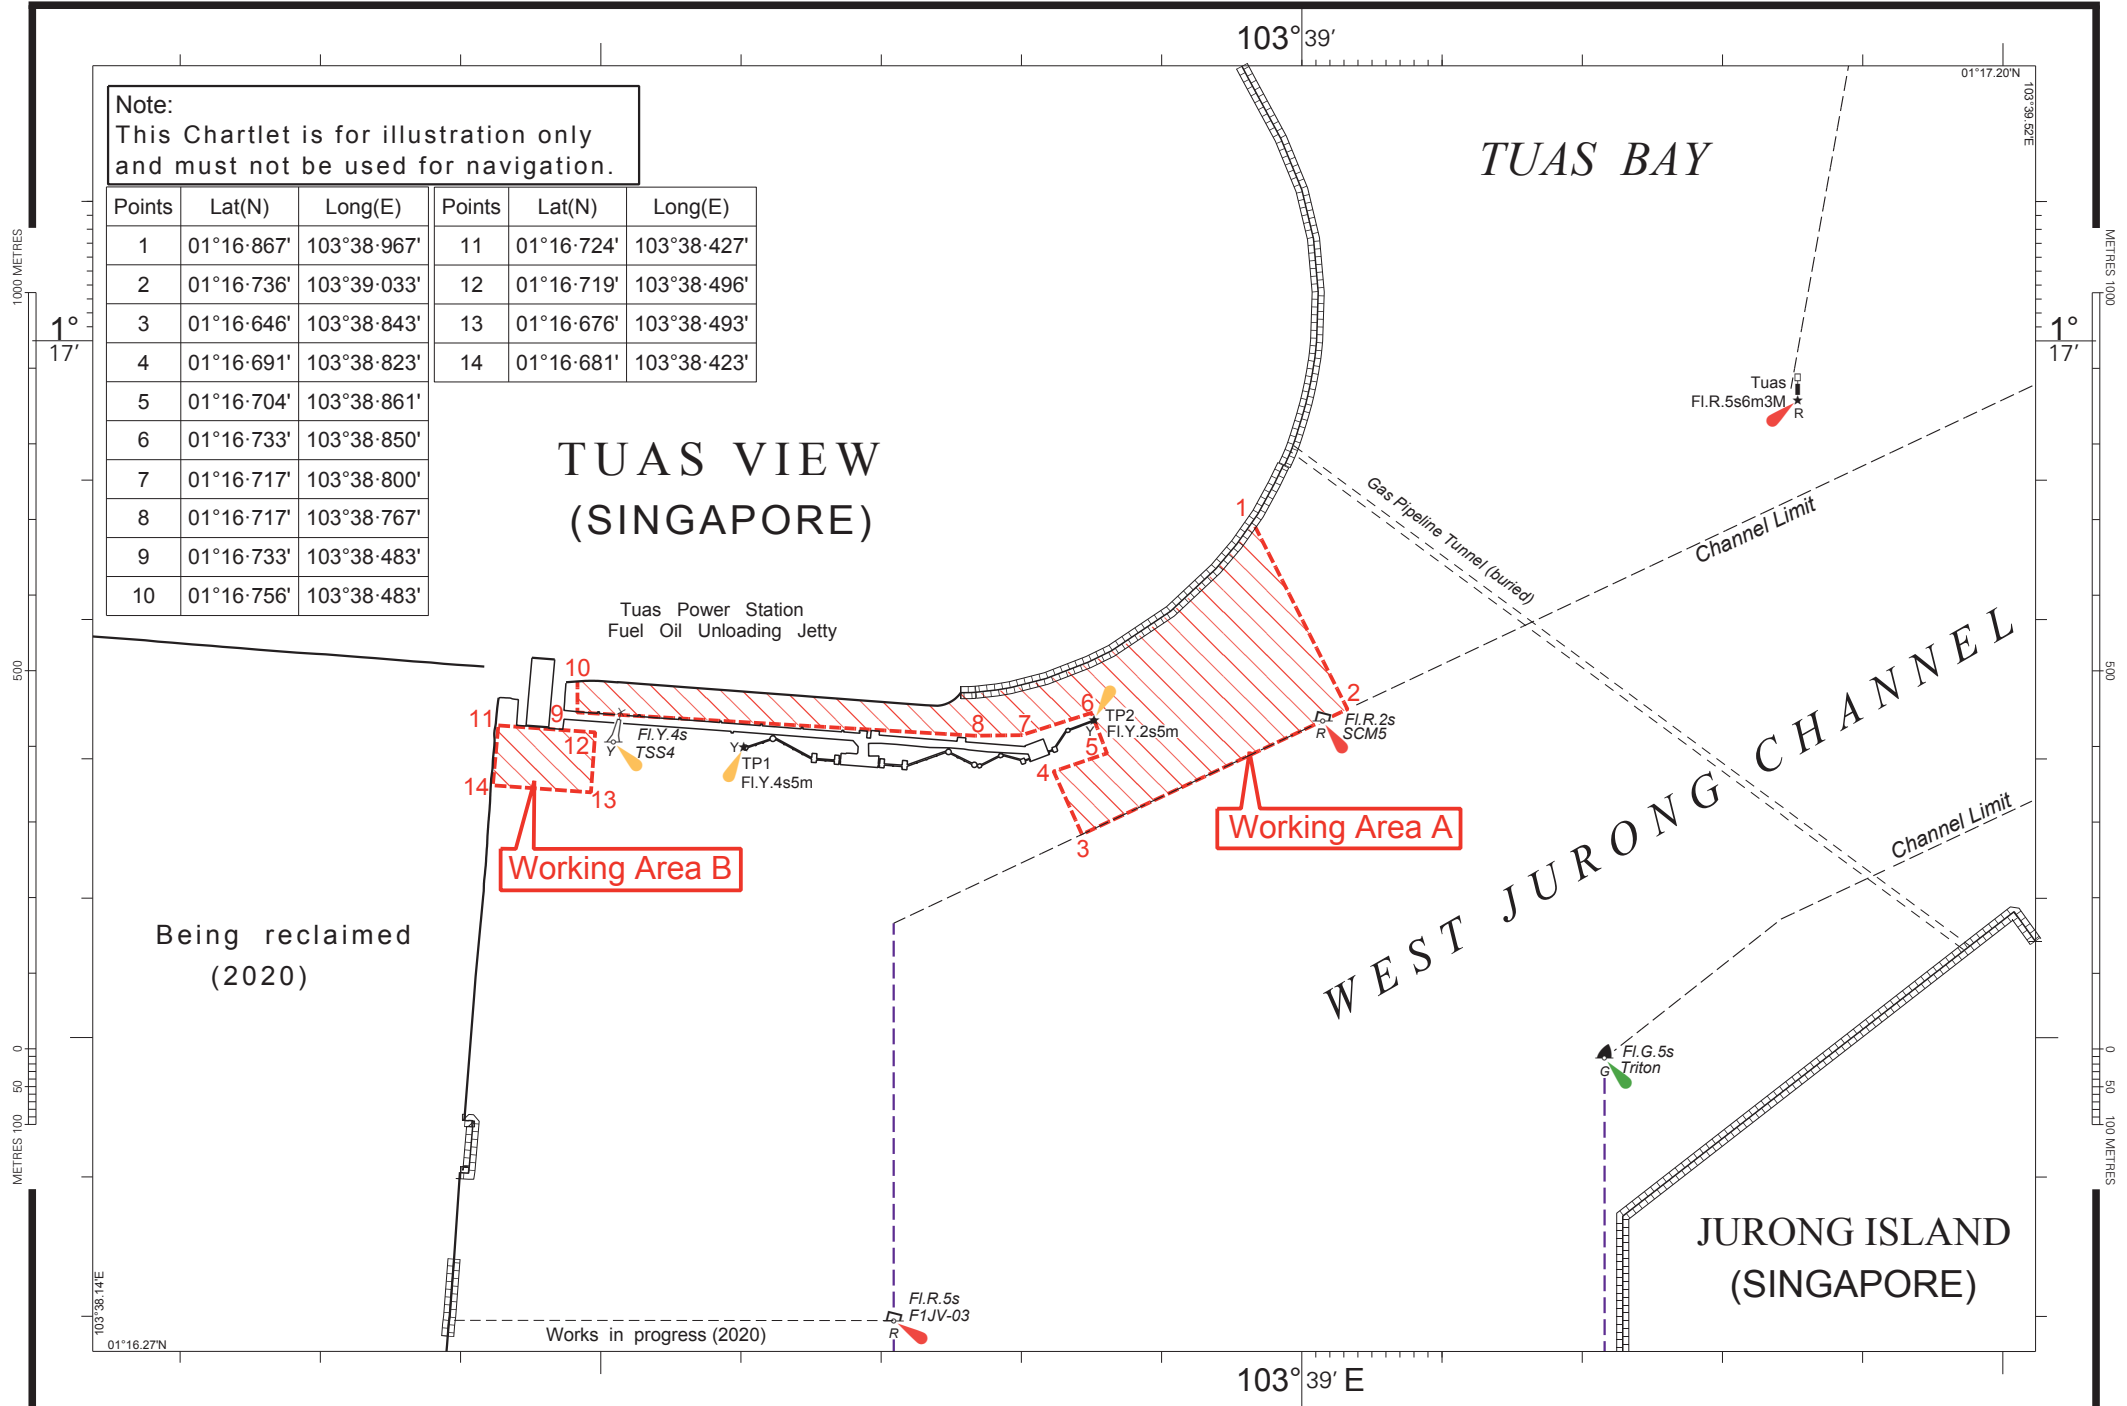 103°39′
01°17.20'N
103°39.52'E
Note:
This Chartlet is for illustration only
and must not be used for navigation.
Points Lat(N) Long(E) Points Lat(N) Long(E)
1 01°16·867' 103°38·967' 11 01°16·724' 103°38·427'
2 01°16·736' 103°39·033' 12 01°16·719' 103°38·496'
3 01°16·646' 103°38·843' 13 01°16·676' 103°38·493'
4 01°16·691' 103°38·823' 14 01°16·681' 103°38·423'
5 01°16·704' 103°38·861'
6 01°16·733' 103°38·850'
7 01°16·717' 103°38·800'
8 01°16·717' 103°38·767'
9 01°16·733' 103°38·483'
10 01°16·756' 103°38·483'
TUAS BAY
1000 METRES
METRES 1000
1°
17′
1°
17′
Tuas
Fl.R.5s6m3M
R
TUAS VIEW
(SINGAPORE)
Gas Pipeline Tunnel (buried)
Channel Limit
1
Tuas Power Station
Fuel Oil Unloading Jetty
500
500
10
9
11
12
14
13
8
7
6
5
4
3
2
Fl.Y.4s
TSS4
Y
Y
TP1
Fl.Y.4s5m
TP2
Fl.Y.2s5m
Y
Fl.R.2s
SCM5
R
Working Area A
Working Area B
WEST JURONG CHANNEL
Channel Limit
Being reclaimed
(2020)
0
50
METRES 100
0
50
100 METRES
Fl.G.5s
Triton
G
JURONG ISLAND
(SINGAPORE)
103°38.14'E
01°16.27'N
Works in progress (2020)
Fl.R.5s
F1JV-03
R
103°39′ E